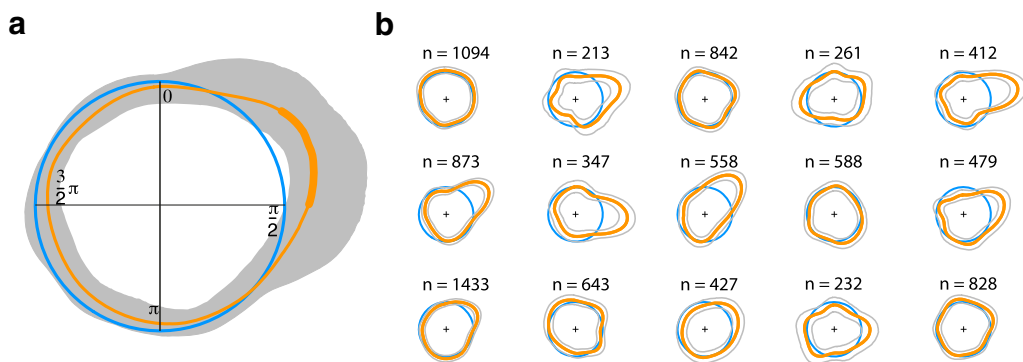 a
b
0
3
2 π
π
2
π
n = 1094
n = 213
n = 842
n = 261
n = 412
n = 873
n = 347
n = 558
n = 588
n = 479
n = 1433
n = 643
n = 427
n = 232
n = 828